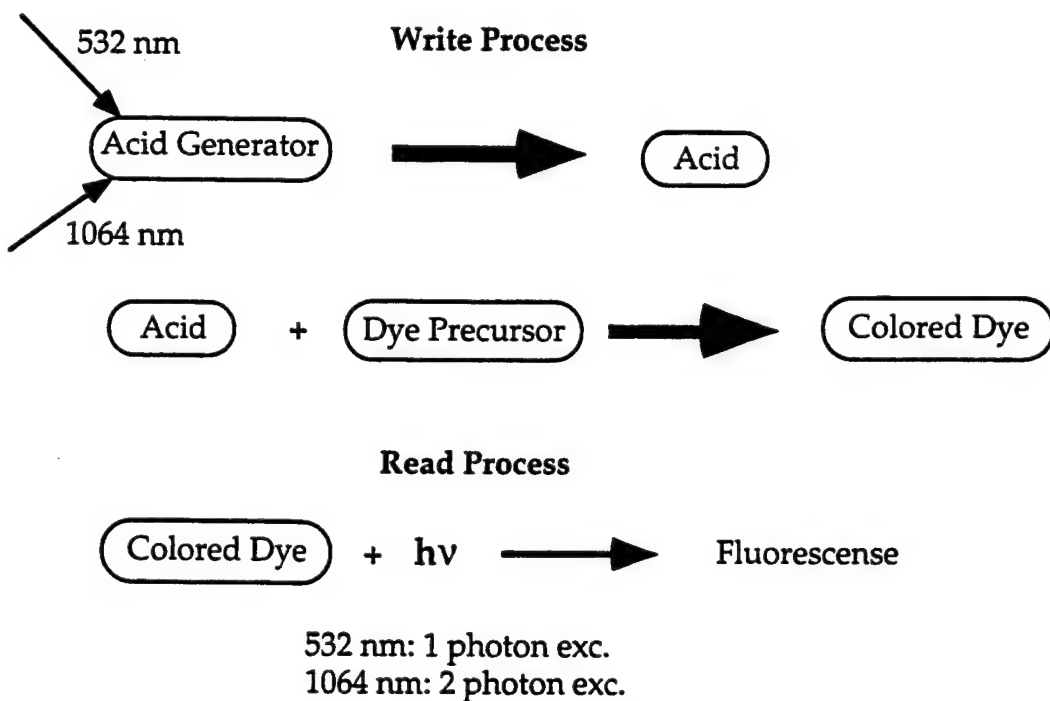 532 nm
Write Process
Acid Generator
Acid
1064 nm
Acid + Dye Precursor Colored Dye
Read Process
Colored Dye + hν Fluorescense
532 nm: 1 photon exc.
1064 nm: 2 photon exc.